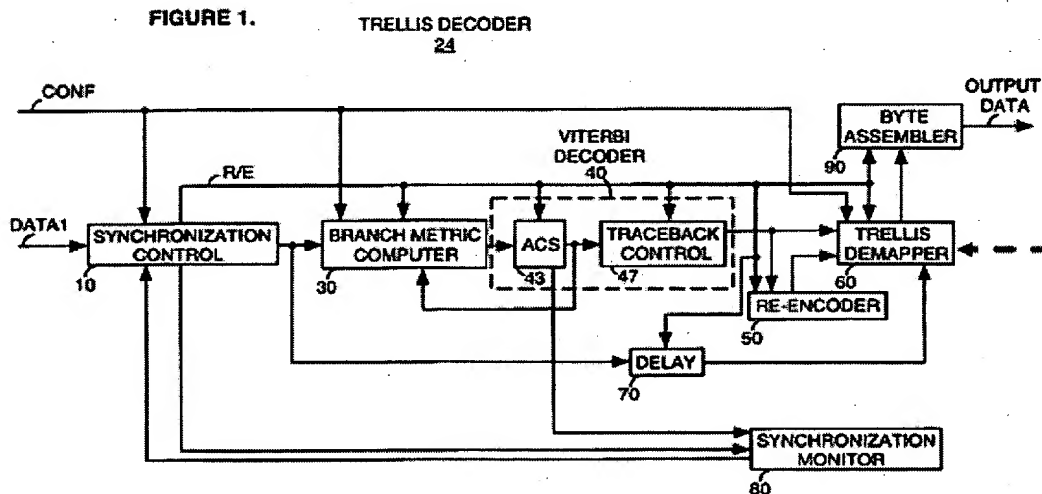 FIGURE 1.
TRELLIS DECODER
24
CONF
OUTPUT
DATA
BYTE
ASSEMBLER
90
VITERBI
DECODER
40
R/E
DATA1
SYNCHRONIZATION
CONTROL
10
BRANCH METRIC
COMPUTER
30
ACS
43
TRACEBACK
CONTROL
47
TRELLIS
DEMAPPER
60
RE-ENCODER
50
DELAY
70
SYNCHRONIZATION
MONITOR
80